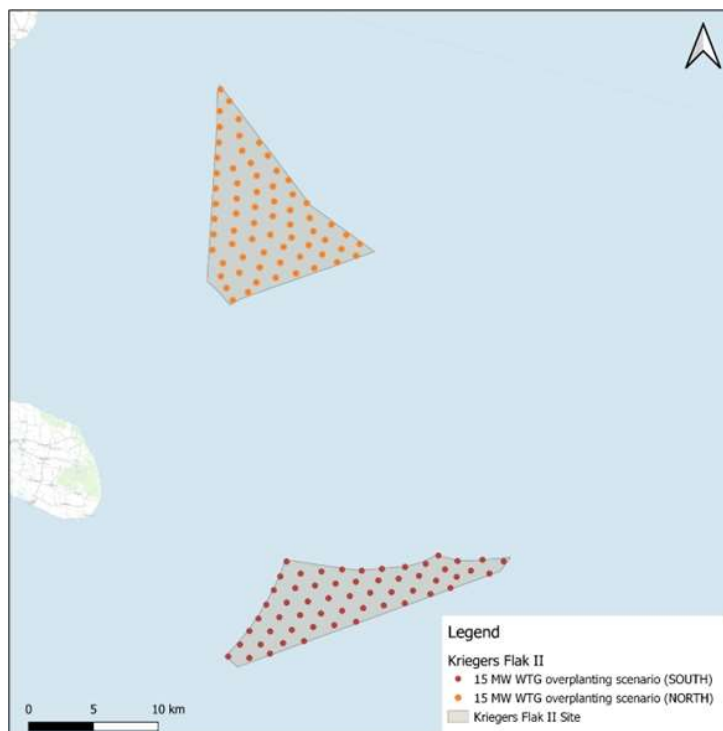 Legend
Kriegers Flak II
15 MW WTG overplanting scenario (SOUTH)
15 MW WTG overplanting scenario (NORTH)
Kriegers Flak II Site
0 5 10 km